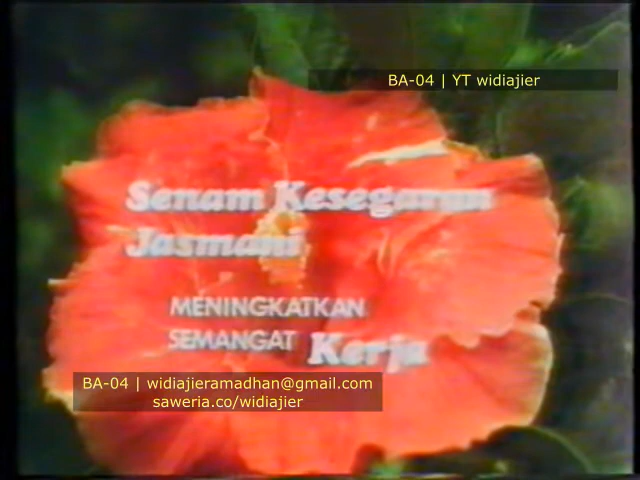 BA-04 | YT widiajier
Senam Kesegaran
Jasmani
MENINGKATKAN
SEMANGAT Kerja
BA-04 | widiajieramadhan@gmail.com
saweria.co/widiajier